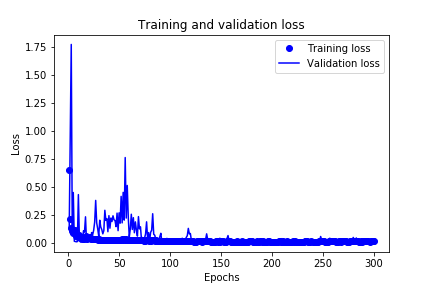 Training and validation loss
Training loss
Validation loss
1.75
1.50
1.25
1.00
0.75
0.50
0.25
0.00
Loss
0 50 100 150 200 250 300
Epochs